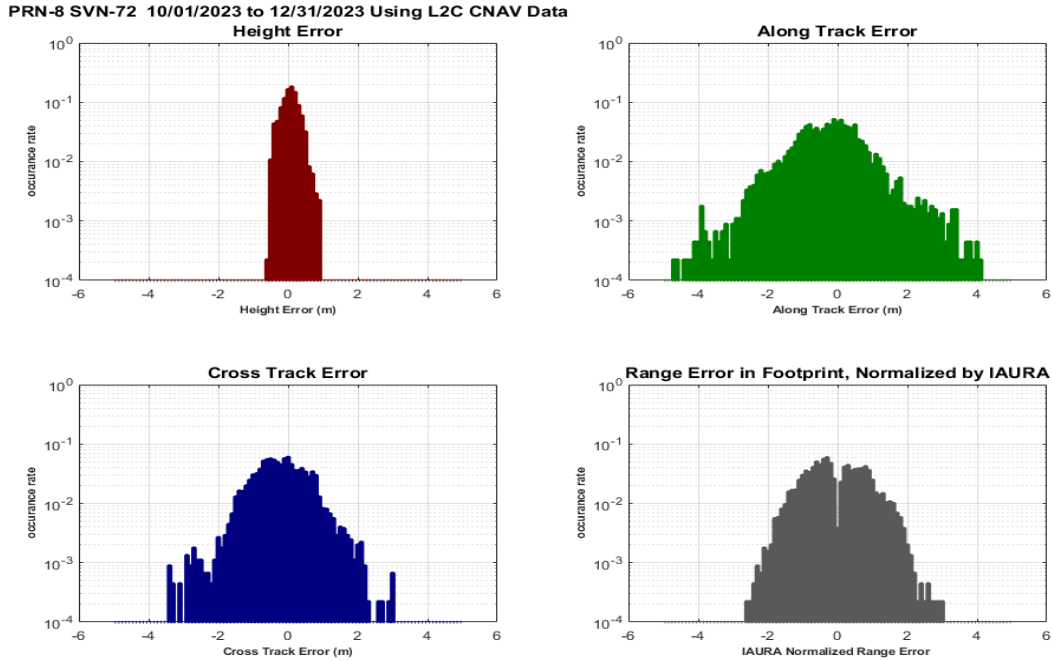 PRN-8 SVN-72 10/01/2023 to 12/31/2023 Using L2C CNAV Data
Height Error
10^0
10^-1
10^-2
10^-3
10^-4
occurance rate
-6 -4 -2 0 2 4 6
Height Error (m)
Along Track Error
10^0
10^-1
10^-2
10^-3
10^-4
occurance rate
-6 -4 -2 0 2 4 6
Along Track Error (m)
Cross Track Error
10^0
10^-1
10^-2
10^-3
10^-4
occurance rate
-6 -4 -2 0 2 4 6
Cross Track Error (m)
Range Error in Footprint, Normalized by IAURA
10^0
10^-1
10^-2
10^-3
10^-4
occurance rate
-6 -4 -2 0 2 4 6
IAURA Normalized Range Error